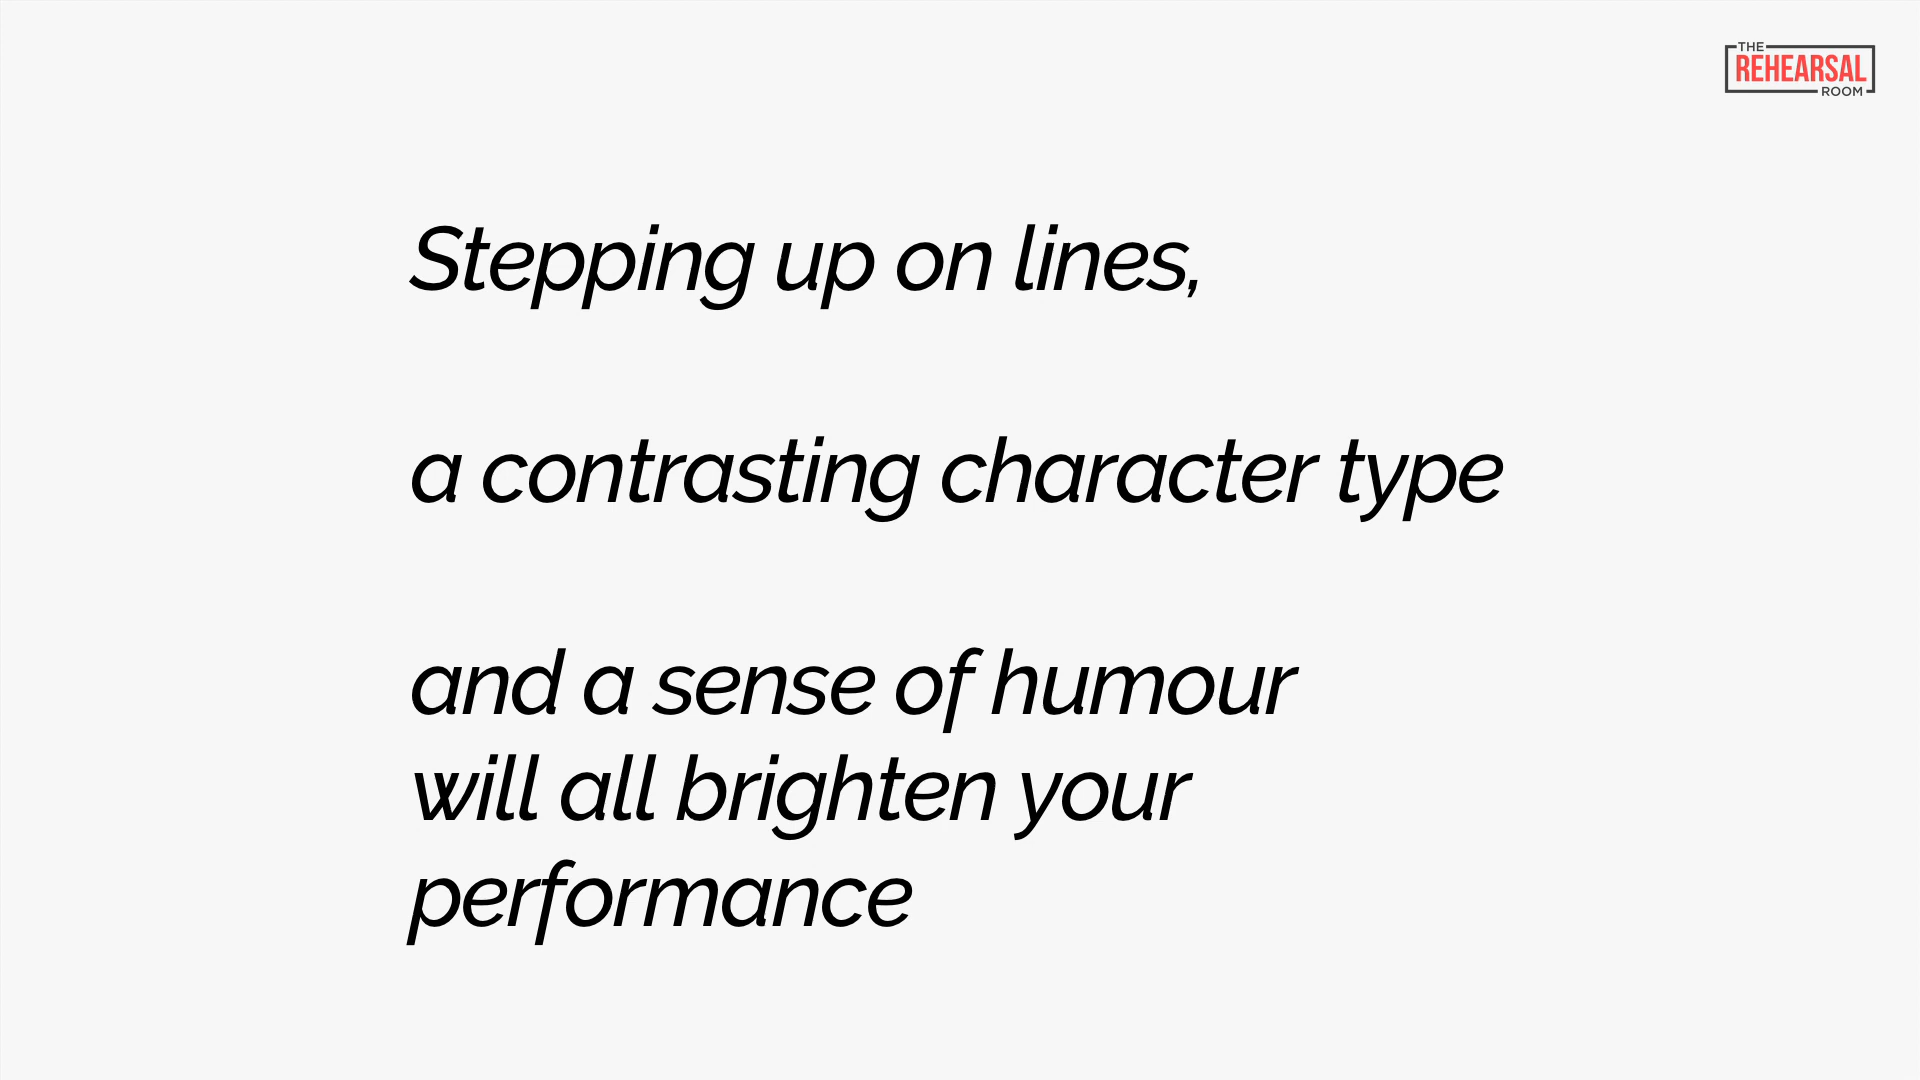 THE
REHEARSAL
ROOM
Stepping up on lines,
a contrasting character type
and a sense of humour
will all brighten your
performance